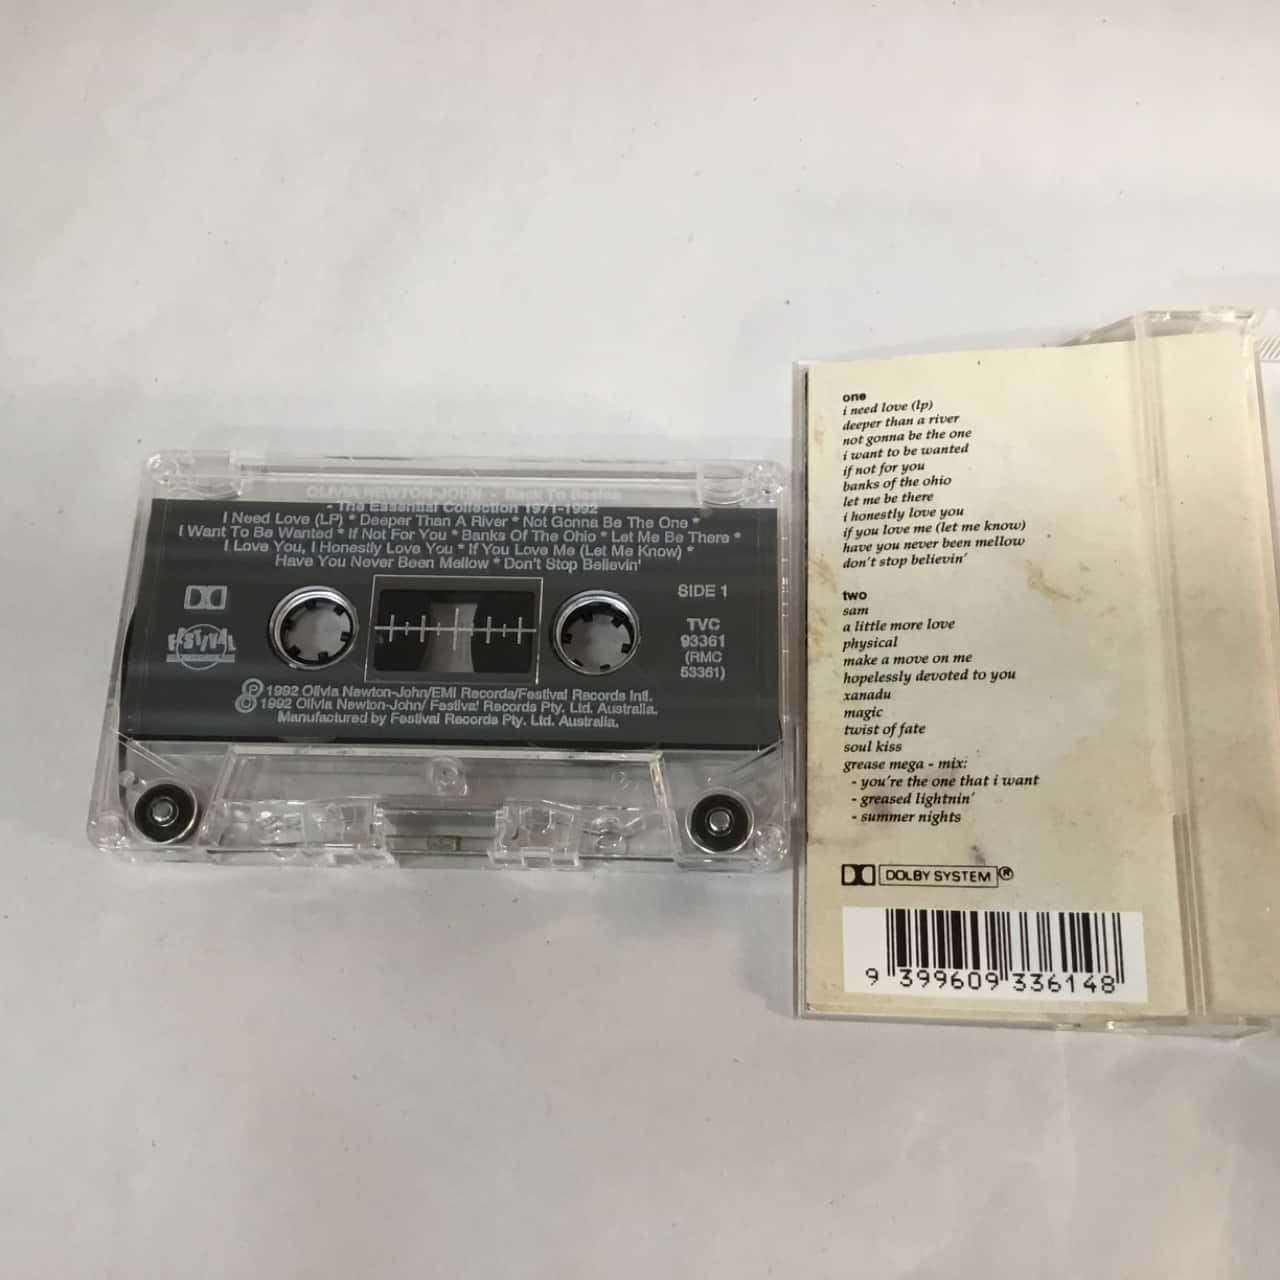 OLIVIA NEWTON-JOHN - Back To Basics
- The Essential Collection 1971-1992
I Need Love (LP) * Deeper Than A River * Not Gonna Be The One *
I Want To Be Wanted * If Not For You * Banks Of The Ohio * Let Me Be There *
I Love You, I Honestly Love You * If You Love Me (Let Me Know) *
Have You Never Been Mellow * Don't Stop Believin'
SIDE 1
FESTIVAL
TVC
93361
(RMC
53361)
℗ 1992 Olivia Newton-John/EMI Records/Festival Records Intl.
© 1992 Olivia Newton-John/ Festival Records Pty. Ltd. Australia.
Manufactured by Festival Records Pty. Ltd. Australia.
one
i need love (lp)
deeper than a river
not gonna be the one
i want to be wanted
if not for you
banks of the ohio
let me be there
i honestly love you
if you love me (let me know)
have you never been mellow
don't stop believin'
two
sam
a little more love
physical
make a move on me
hopelessly devoted to you
xanadu
magic
twist of fate
soul kiss
grease mega - mix:
- you're the one that i want
- greased lightnin'
- summer nights
DOLBY SYSTEM ®
9 399609 336148